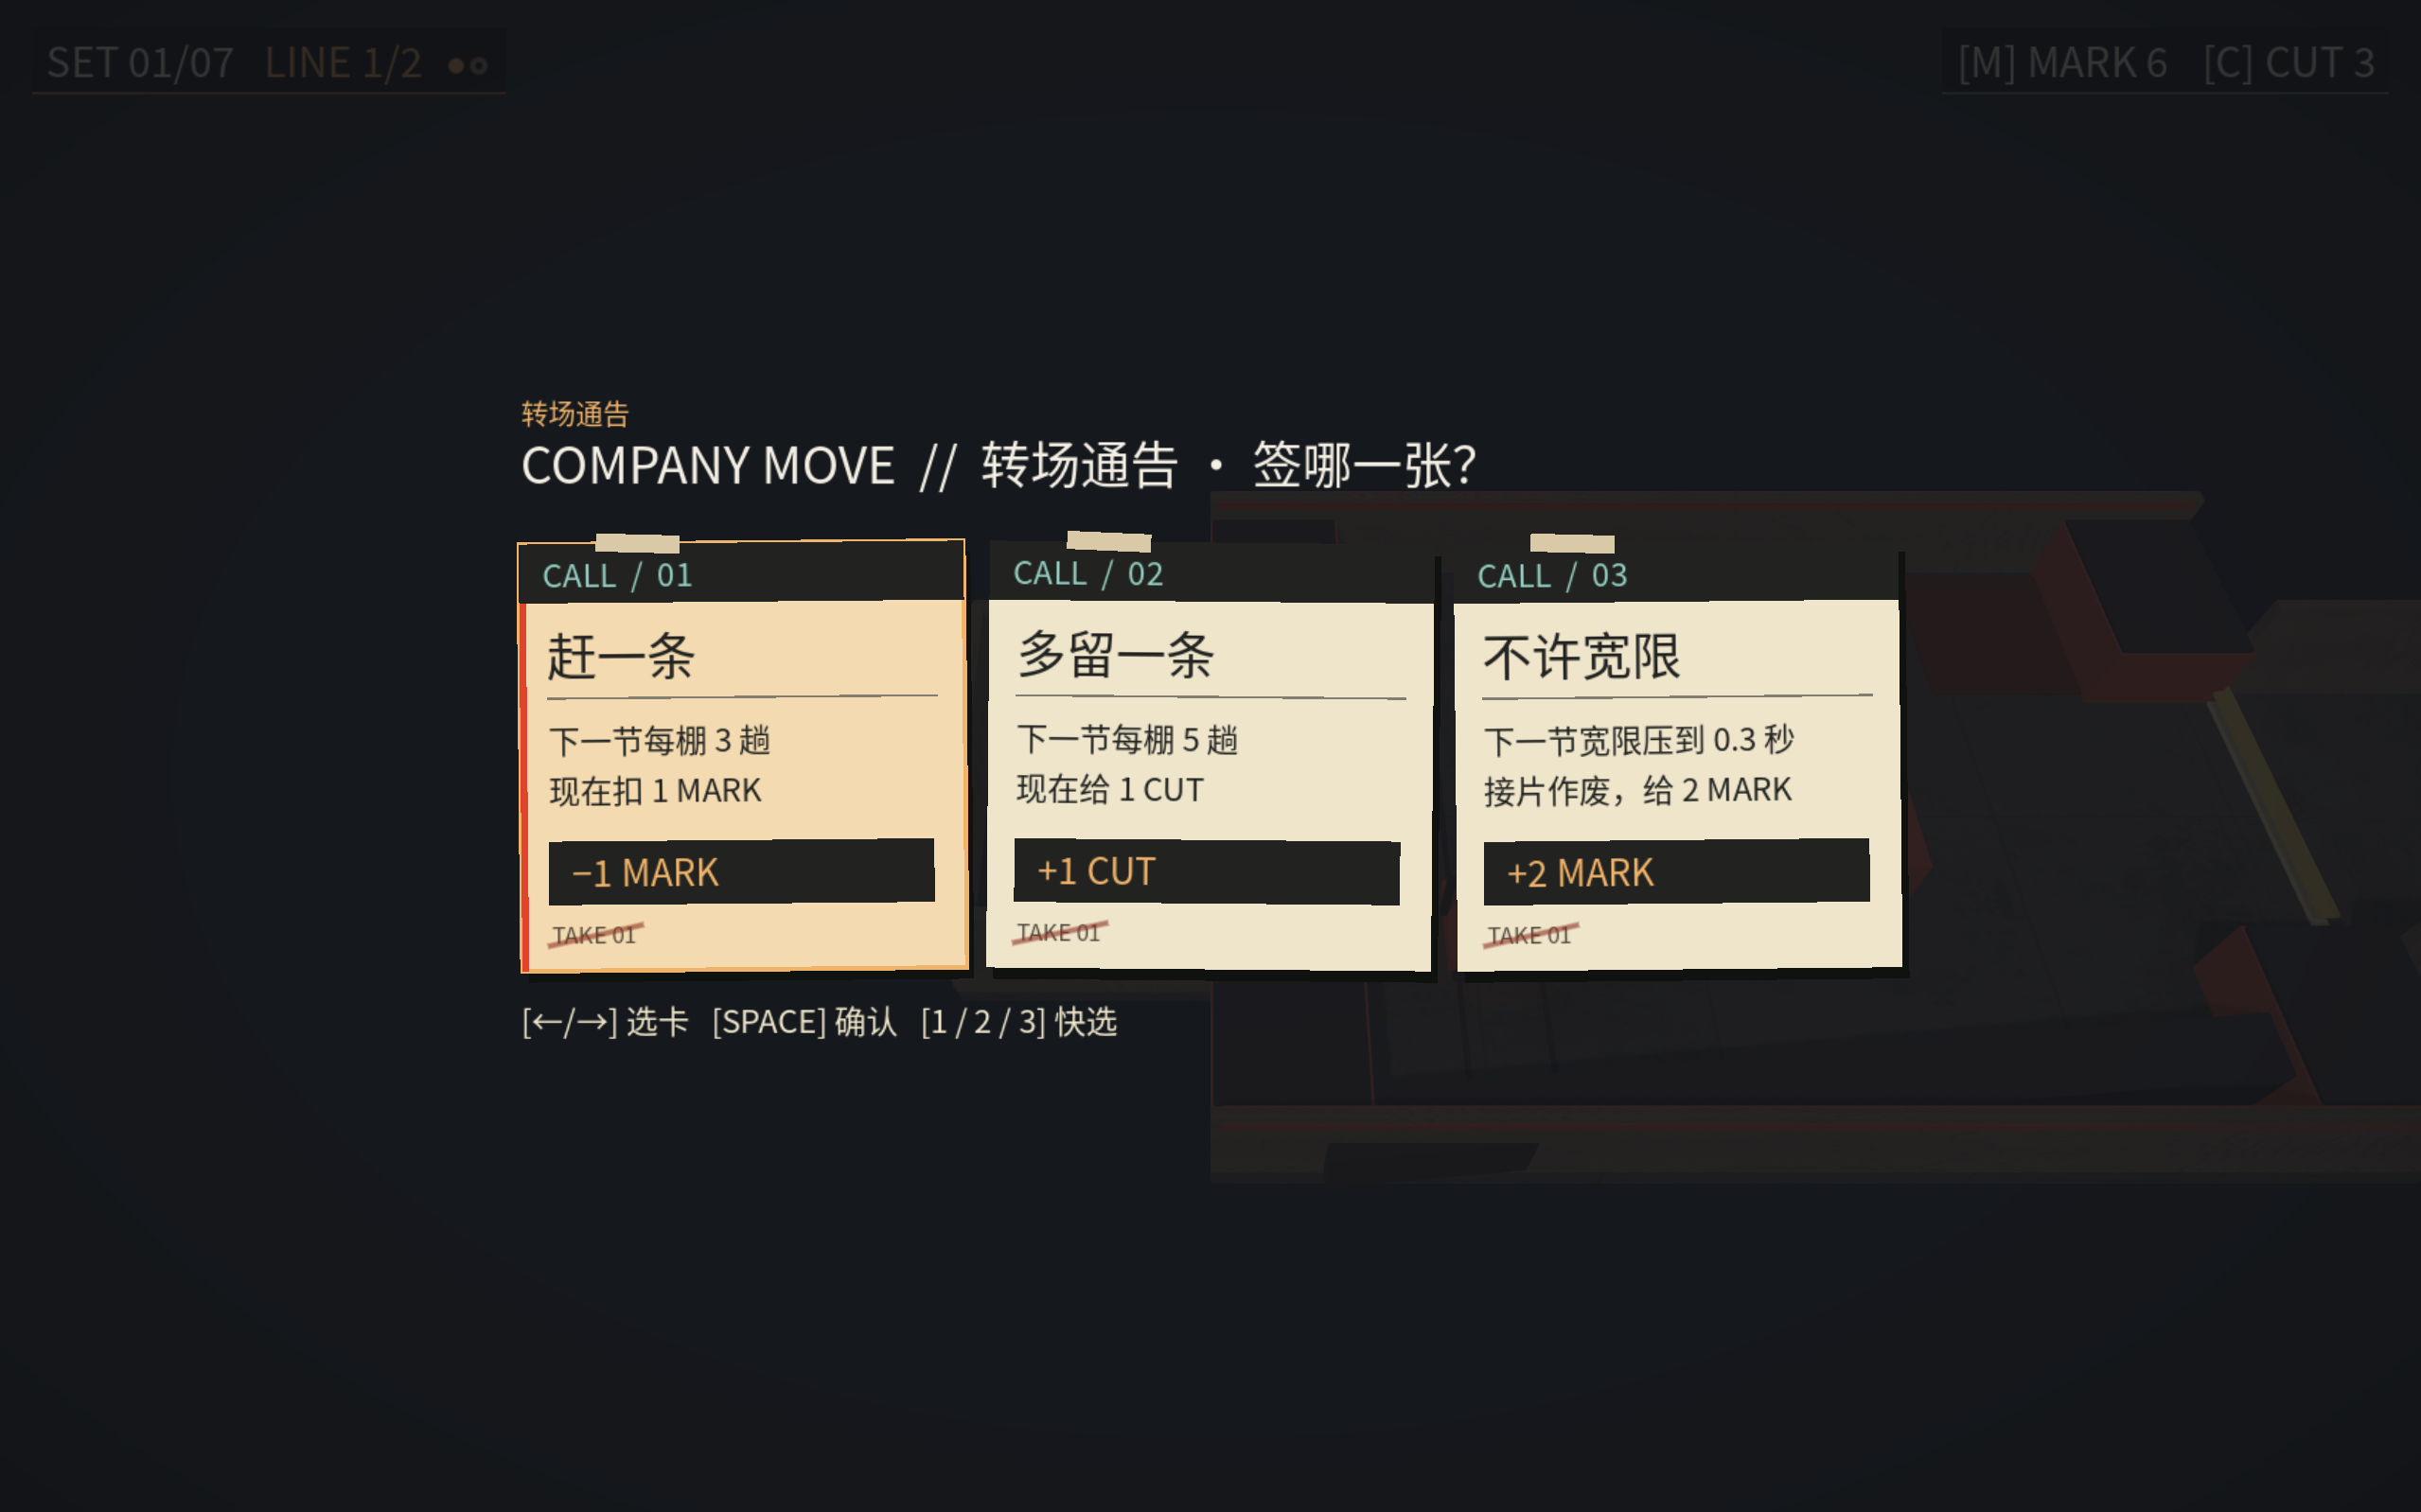 SET 01/07 LINE 1/2
[M] MARK 6 [C] CUT 3
转场通告
COMPANY MOVE // 转场通告 · 签哪一张?
CALL / 01
赶一条
下一节每棚 3 趟
现在扣 1 MARK
−1 MARK
TAKE 01
CALL / 02
多留一条
下一节每棚 5 趟
现在给 1 CUT
+1 CUT
TAKE 01
CALL / 03
不许宽限
下一节宽限压到 0.3 秒
接片作废，给 2 MARK
+2 MARK
TAKE 01
[←/→] 选卡 [SPACE] 确认 [1 / 2 / 3] 快选